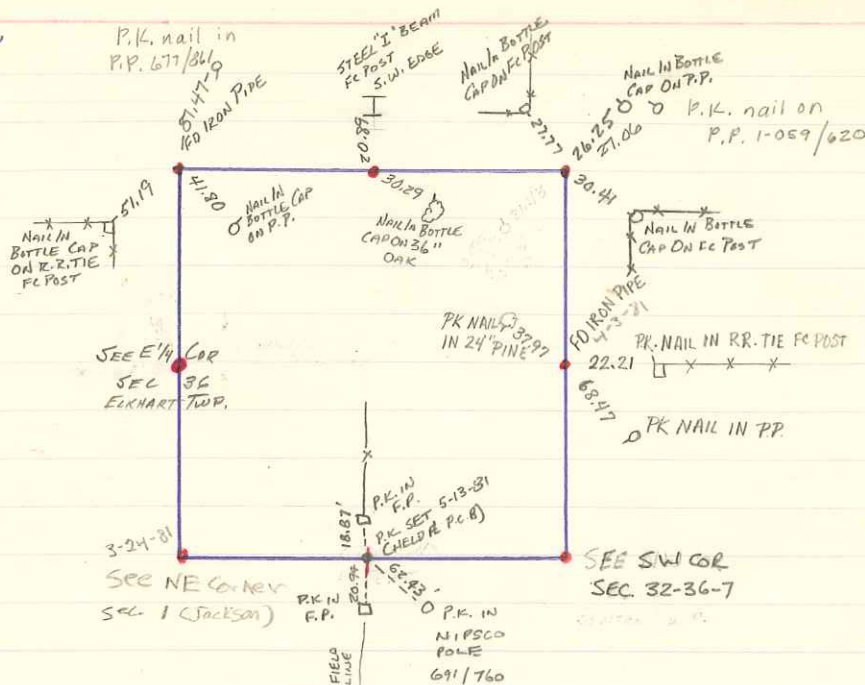 P.K. nail in
P.P. 677/861
87.47-9
IFD IRON PIPE
STEEL "I" BEAM
FC POST
S.W. EDGE
20.89
NAIL IN BOTTLE
CAP ON FC POST
27.77
NAIL IN BOTTLE
CAP ON P.P.
26.25
27.06
P.K. nail on
P.P. 1-059/620
51.19
41.80
NAIL IN
BOTTLE CAP
ON P.P.
30.29
NAIL IN BOTTLE
CAP ON 36"
OAK
30.41
NAIL IN BOTTLE
CAP ON FC POST
NAIL IN
BOTTLE CAP
ON R.R. TIE
FC POST
FD IRON PIPE
4-3-81
PK NAIL
IN 24" PINE
37.97
22.21
PK. NAIL IN RR. TIE FC POST
68.47
PK NAIL IN P.P.
SEE E 1/4 COR
SEC 36
ELKHART TWP.
P.K. IN
F.P.
18.87'
P.K. SET 5-13-81
(HELD P.C.B)
3-24-81
See NE Corner
Sec. 1 (Jackson)
SEE SW COR
SEC. 32-36-7
20.94
62.43'
P.K. IN
F.P.
P.K. IN
NIPSCO
POLE
691/760
FIELD
LINE